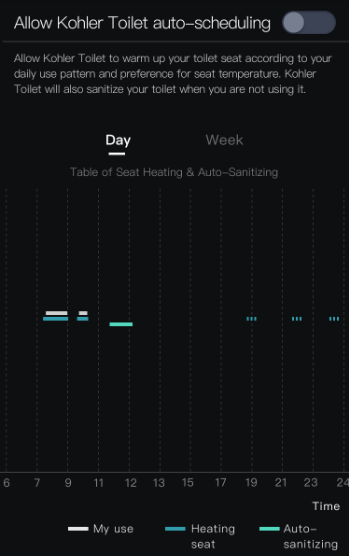 Allow Kohler Toilet auto-scheduling
Allow Kohler Toilet to warm up your toilet seat according to your
daily use pattern and preference for seat temperature. Kohler
Toilet will also sanitize your toilet when you are not using it.
Day Week
Table of Seat Heating & Auto-Sanitizing
6 7 9 11 12 13 15 17 19 21 23 24
Time
My use Heating seat Auto-sanitizing